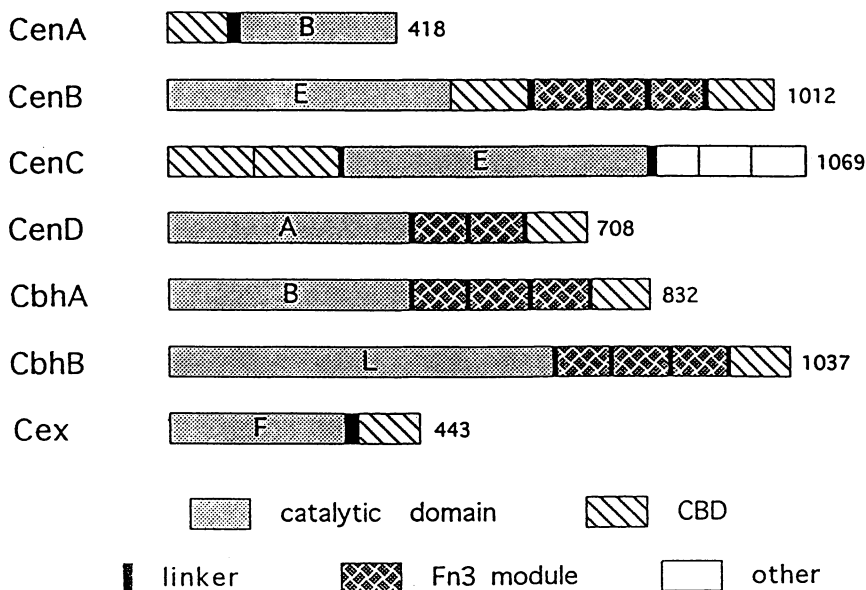 CenA B 418
CenB E 1012
CenC E 1069
CenD A 708
CbhA B 832
CbhB L 1037
Cex F 443
catalytic domain CBD
linker Fn3 module other